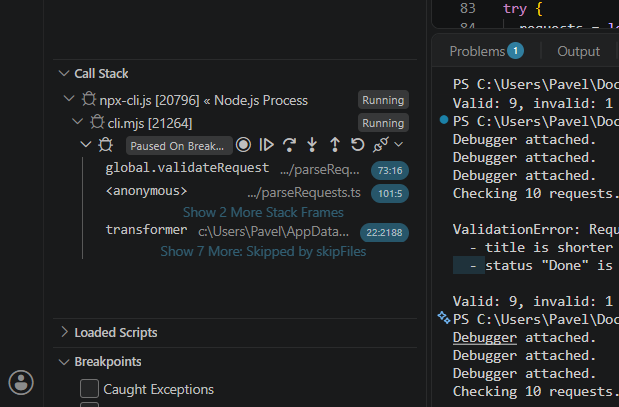 Call Stack
npx-cli.js [20796] « Node.js Process Running
cli.mjs [21264] Running
Paused On Break...
global.validateRequest .../parseReq... 73:16
<anonymous> .../parseRequests.ts 101:5
Show 2 More Stack Frames
transformer c:\Users\Pavel\AppData... 22:2188
Show 7 More: Skipped by skipFiles
Loaded Scripts
Breakpoints
Caught Exceptions
83 try {
84 requests = l
Problems 1 Output
PS C:\Users\Pavel\Doc
Valid: 9, invalid: 1
PS C:\Users\Pavel\Doc
Debugger attached.
Debugger attached.
Debugger attached.
Checking 10 requests.
ValidationError: Requ
- title is shorter
- status "Done" is
Valid: 9, invalid: 1
PS C:\Users\Pavel\Doc
Debugger attached.
Debugger attached.
Debugger attached.
Checking 10 requests.